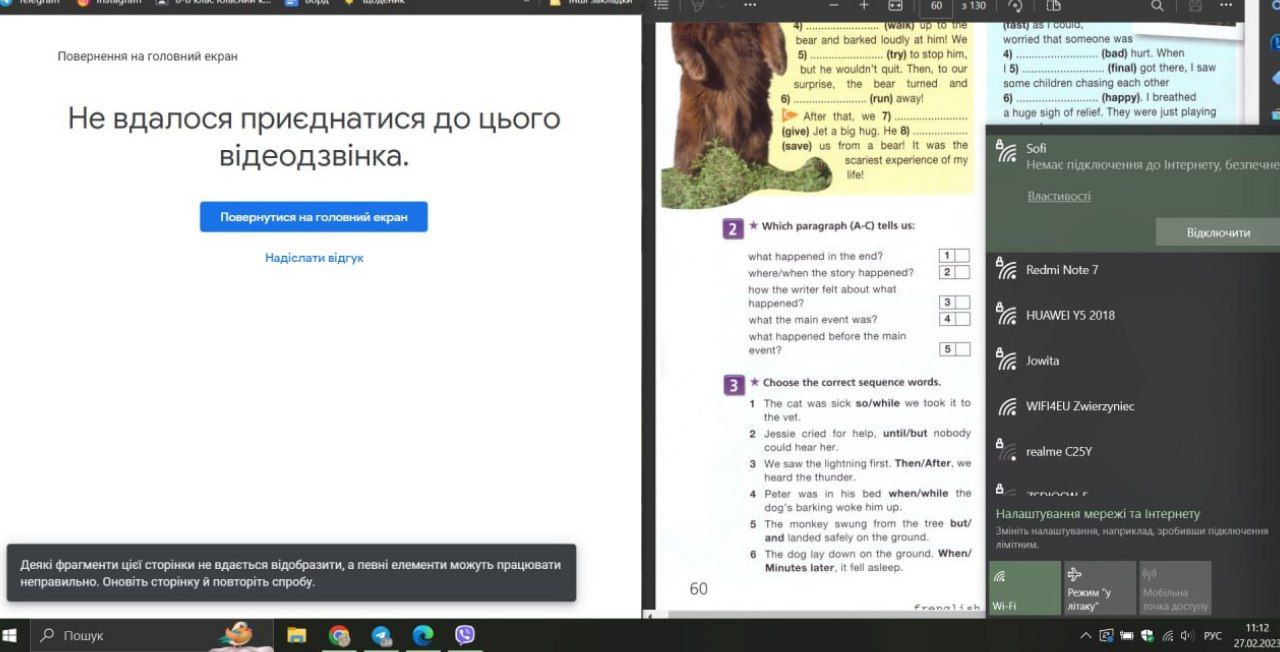 Telegram
Instagram
Борд
щоденник
Інші закладки
60
з 130
Повернення на головний екран
Не вдалося приєднатися до цього
відеодзвінка.
Повернутися на головний екран
Надіслати відгук
Деякі фрагменти цієї сторінки не вдається відобразити, а певні елементи можуть працювати
неправильно. Оновіть сторінку й повторіть спробу.
4) ........................ (walk) up to the
bear and barked loudly at him! We
5) ........................ (try) to stop him,
but he wouldn't quit. Then, to our
surprise, the bear turned and
6) ........................ (run) away!
After that, we 7) ........................
(give) Jet a big hug. He 8) ..................
(save) us from a bear! It was the
scariest experience of my
life!
(fast) as I could,
worried that someone was
4) ........................ (bad) hurt. When
I 5) ........................ (final) got there, I saw
some children chasing each other
6) ........................ (happy). I breathed
a huge sigh of relief. They were just playing
2 ★ Which paragraph (A-C) tells us:
what happened in the end? 1
where/when the story happened? 2
how the writer felt about what
happened? 3
what the main event was? 4
what happened before the main
event? 5
3 ★ Choose the correct sequence words.
1 The cat was sick so/while we took it to
the vet.
2 Jessie cried for help, until/but nobody
could hear her.
3 We saw the lightning first. Then/After, we
heard the thunder.
4 Peter was in his bed when/while the
dog's barking woke him up.
5 The monkey swung from the tree but/
and landed safely on the ground.
6 The dog lay down on the ground. When/
Minutes later, it fell asleep.
60
frenglish
Sofi
Немає підключення до Інтернету, безпечне
Властивості
Відключити
Redmi Note 7
HUAWEI Y5 2018
Jowita
WIFI4EU Zwierzyniec
realme C25Y
Налаштування мережі та Інтернету
Змініть налаштування, наприклад, зробивши підключення
лімітним.
Wi-Fi
Режим "у
літаку"
Мобільна
точка доступу
Пошук
РУС
11:12
27.02.2023